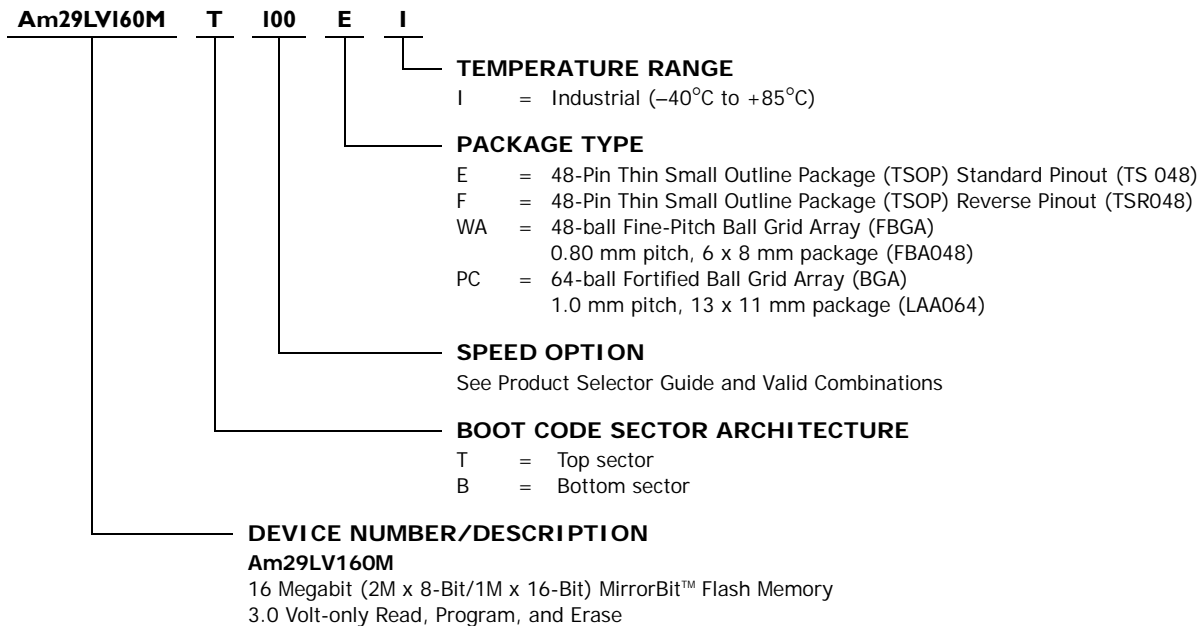 Am29LV160M T 100 E I
TEMPERATURE RANGE
I = Industrial (–40°C to +85°C)
PACKAGE TYPE
E = 48-Pin Thin Small Outline Package (TSOP) Standard Pinout (TS 048)
F = 48-Pin Thin Small Outline Package (TSOP) Reverse Pinout (TSR048)
WA = 48-ball Fine-Pitch Ball Grid Array (FBGA)
0.80 mm pitch, 6 x 8 mm package (FBA048)
PC = 64-ball Fortified Ball Grid Array (BGA)
1.0 mm pitch, 13 x 11 mm package (LAA064)
SPEED OPTION
See Product Selector Guide and Valid Combinations
BOOT CODE SECTOR ARCHITECTURE
T = Top sector
B = Bottom sector
DEVICE NUMBER/DESCRIPTION
Am29LV160M
16 Megabit (2M x 8-Bit/1M x 16-Bit) MirrorBit™ Flash Memory
3.0 Volt-only Read, Program, and Erase